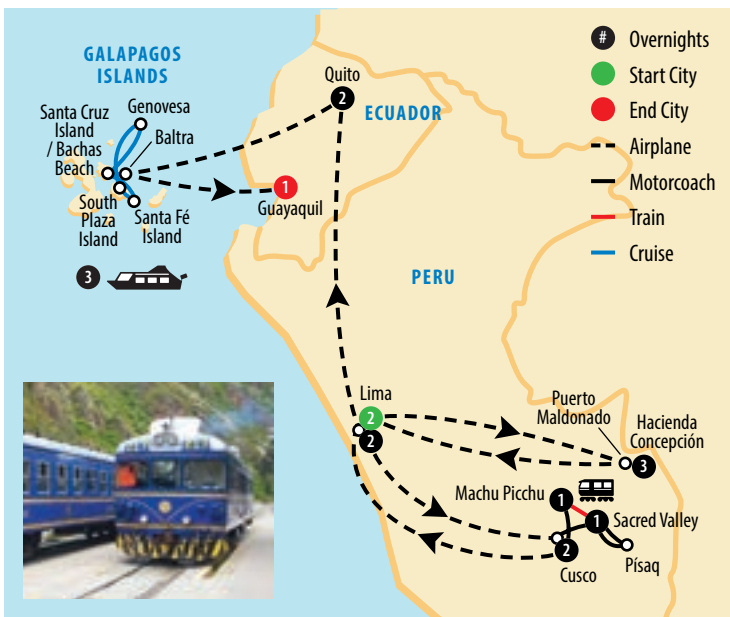 GALAPAGOS
ISLANDS
Santa Cruz
Island
/ Bachas
Beach
Genovesa
Baltra
South
Plaza
Island
Santa Fé
Island
3
Quito
2
ECUADOR
1
Guayaquil
PERU
# Overnights
Start City
End City
Airplane
Motorcoach
Train
Cruise
Lima
2
2
Puerto
Maldonado
Hacienda
Concepción
3
Machu Picchu
1
1
Sacred Valley
2
Cusco
Písaq